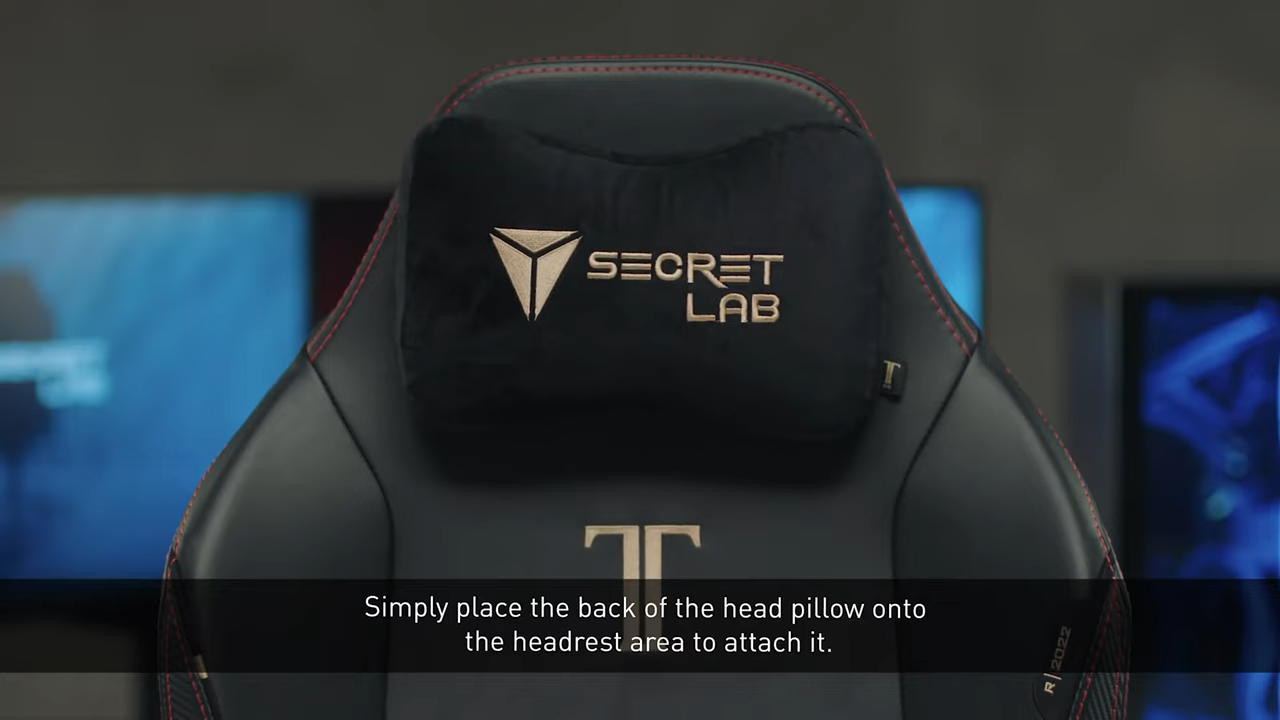 SECRET
LAB
T
T
Simply place the back of the head pillow onto
the headrest area to attach it.
R | 2022